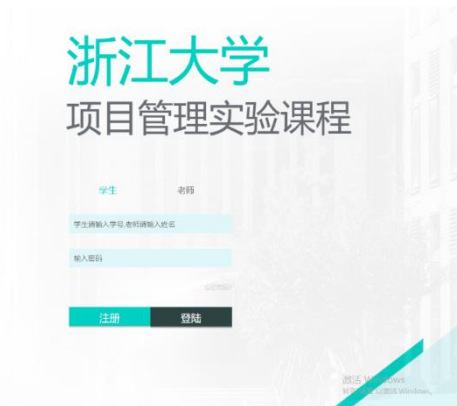 浙江大学
项目管理实验课程
学生 老师
学生请输入学号,老师请输入姓名
输入密码
注册 登陆
激活 Windows